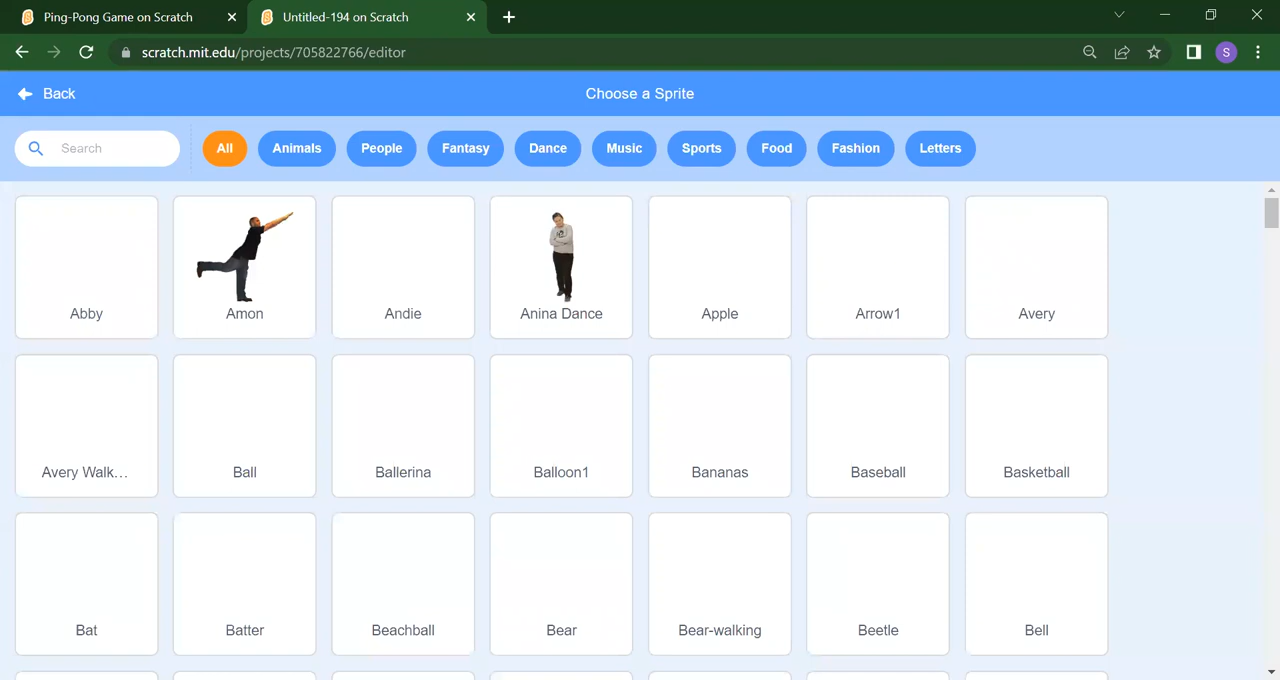 Ping-Pong Game on Scratch
Untitled-194 on Scratch
scratch.mit.edu/projects/705822766/editor
S
Back
Choose a Sprite
Search
All
Animals
People
Fantasy
Dance
Music
Sports
Food
Fashion
Letters
Abby
Amon
Andie
Anina Dance
Apple
Arrow1
Avery
Avery Walk...
Ball
Ballerina
Balloon1
Bananas
Baseball
Basketball
Bat
Batter
Beachball
Bear
Bear-walking
Beetle
Bell